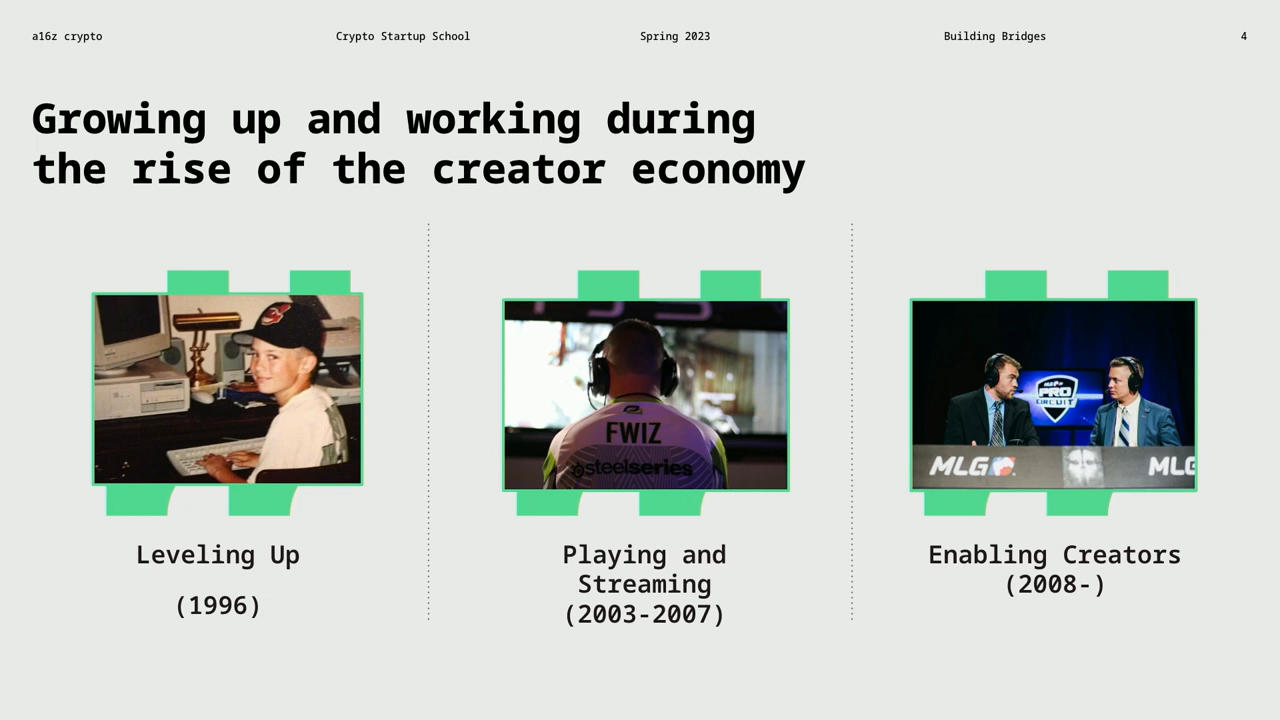 a16z crypto
Crypto Startup School
Spring 2023
Building Bridges
4
Growing up and working during
the rise of the creator economy
FWIZ
steelseries
MLG
PRO
CIRCUIT
MLG
MLG
Leveling Up
(1996)
Playing and
Streaming
(2003-2007)
Enabling Creators
(2008-)